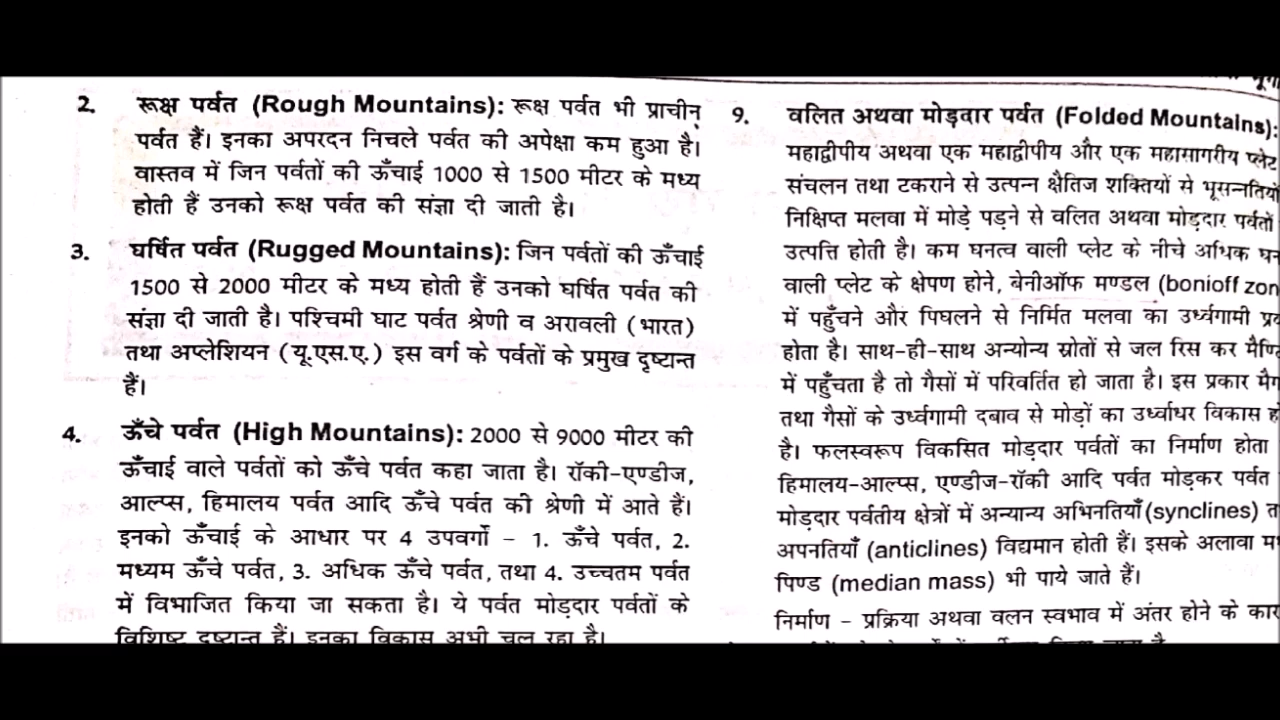 2. रूक्ष पर्वत (Rough Mountains): रूक्ष पर्वत भी प्राचीन
पर्वत हैं। इनका अपरदन निचले पर्वत की अपेक्षा कम हुआ है।
वास्तव में जिन पर्वतों की ऊँचाई 1000 से 1500 मीटर के मध्य
होती हैं उनको रूक्ष पर्वत की संज्ञा दी जाती है।
3. घर्षित पर्वत (Rugged Mountains): जिन पर्वतों की ऊँचाई
1500 से 2000 मीटर के मध्य होती हैं उनको घर्षित पर्वत की
संज्ञा दी जाती है। पश्चिमी घाट पर्वत श्रेणी व अरावली (भारत)
तथा अप्लेशियन (यू.एस.ए.) इस वर्ग के पर्वतों के प्रमुख दृष्टान्त
हैं।
4. ऊँचे पर्वत (High Mountains): 2000 से 9000 मीटर की
ऊँचाई वाले पर्वतों को ऊँचे पर्वत कहा जाता है। रॉकी-एण्डीज,
आल्प्स, हिमालय पर्वत आदि ऊँचे पर्वत की श्रेणी में आते हैं।
इनको ऊँचाई के आधार पर 4 उपवर्गों - 1. ऊँचे पर्वत, 2.
मध्यम ऊँचे पर्वत, 3. अधिक ऊँचे पर्वत, तथा 4. उच्चतम पर्वत
में विभाजित किया जा सकता है। ये पर्वत मोड़दार पर्वतों के
विशिष्ट दृष्टान्त हैं। इनका विकास अभी चल रहा है।
9. वलित अथवा मोड़दार पर्वत (Folded Mountains):
महाद्वीपीय अथवा एक महाद्वीपीय और एक महासागरीय प्लेट
संचलन तथा टकराने से उत्पन्न क्षैतिज शक्तियों से भूसन्नतियों
निक्षिप्त मलवा में मोड़े पड़ने से वलित अथवा मोड़दार पर्वतों
उत्पत्ति होती है। कम घनत्व वाली प्लेट के नीचे अधिक
वाली प्लेट के क्षेपण होने, बेनीऑफ मण्डल (bonioff
में पहुँचने और पिघलने से निर्मित मलवा का उर्ध्वगामी
होता है। साथ-ही-साथ अन्योन्य स्रोतों से जल रिस कर
में पहुँचता है तो गैसों में परिवर्तित हो जाता है। इस प्रकार
तथा गैसों के उर्ध्वगामी दबाव से मोड़ों का उर्ध्वाधर विकास
है। फलस्वरूप विकसित मोड़दार पर्वतों का निर्माण होता
हिमालय-आल्प्स, एण्डीज-रॉकी आदि पर्वत मोड़कर पर्वत
मोड़दार पर्वतीय क्षेत्रों में अन्यान्य अभिनतियाँ (synclines)
अपनतियाँ (anticlines) विद्यमान होती हैं। इसके अलावा
पिण्ड (median mass) भी पाये जाते हैं।
निर्माण - प्रक्रिया अथवा वलन स्वभाव में अंतर होने के